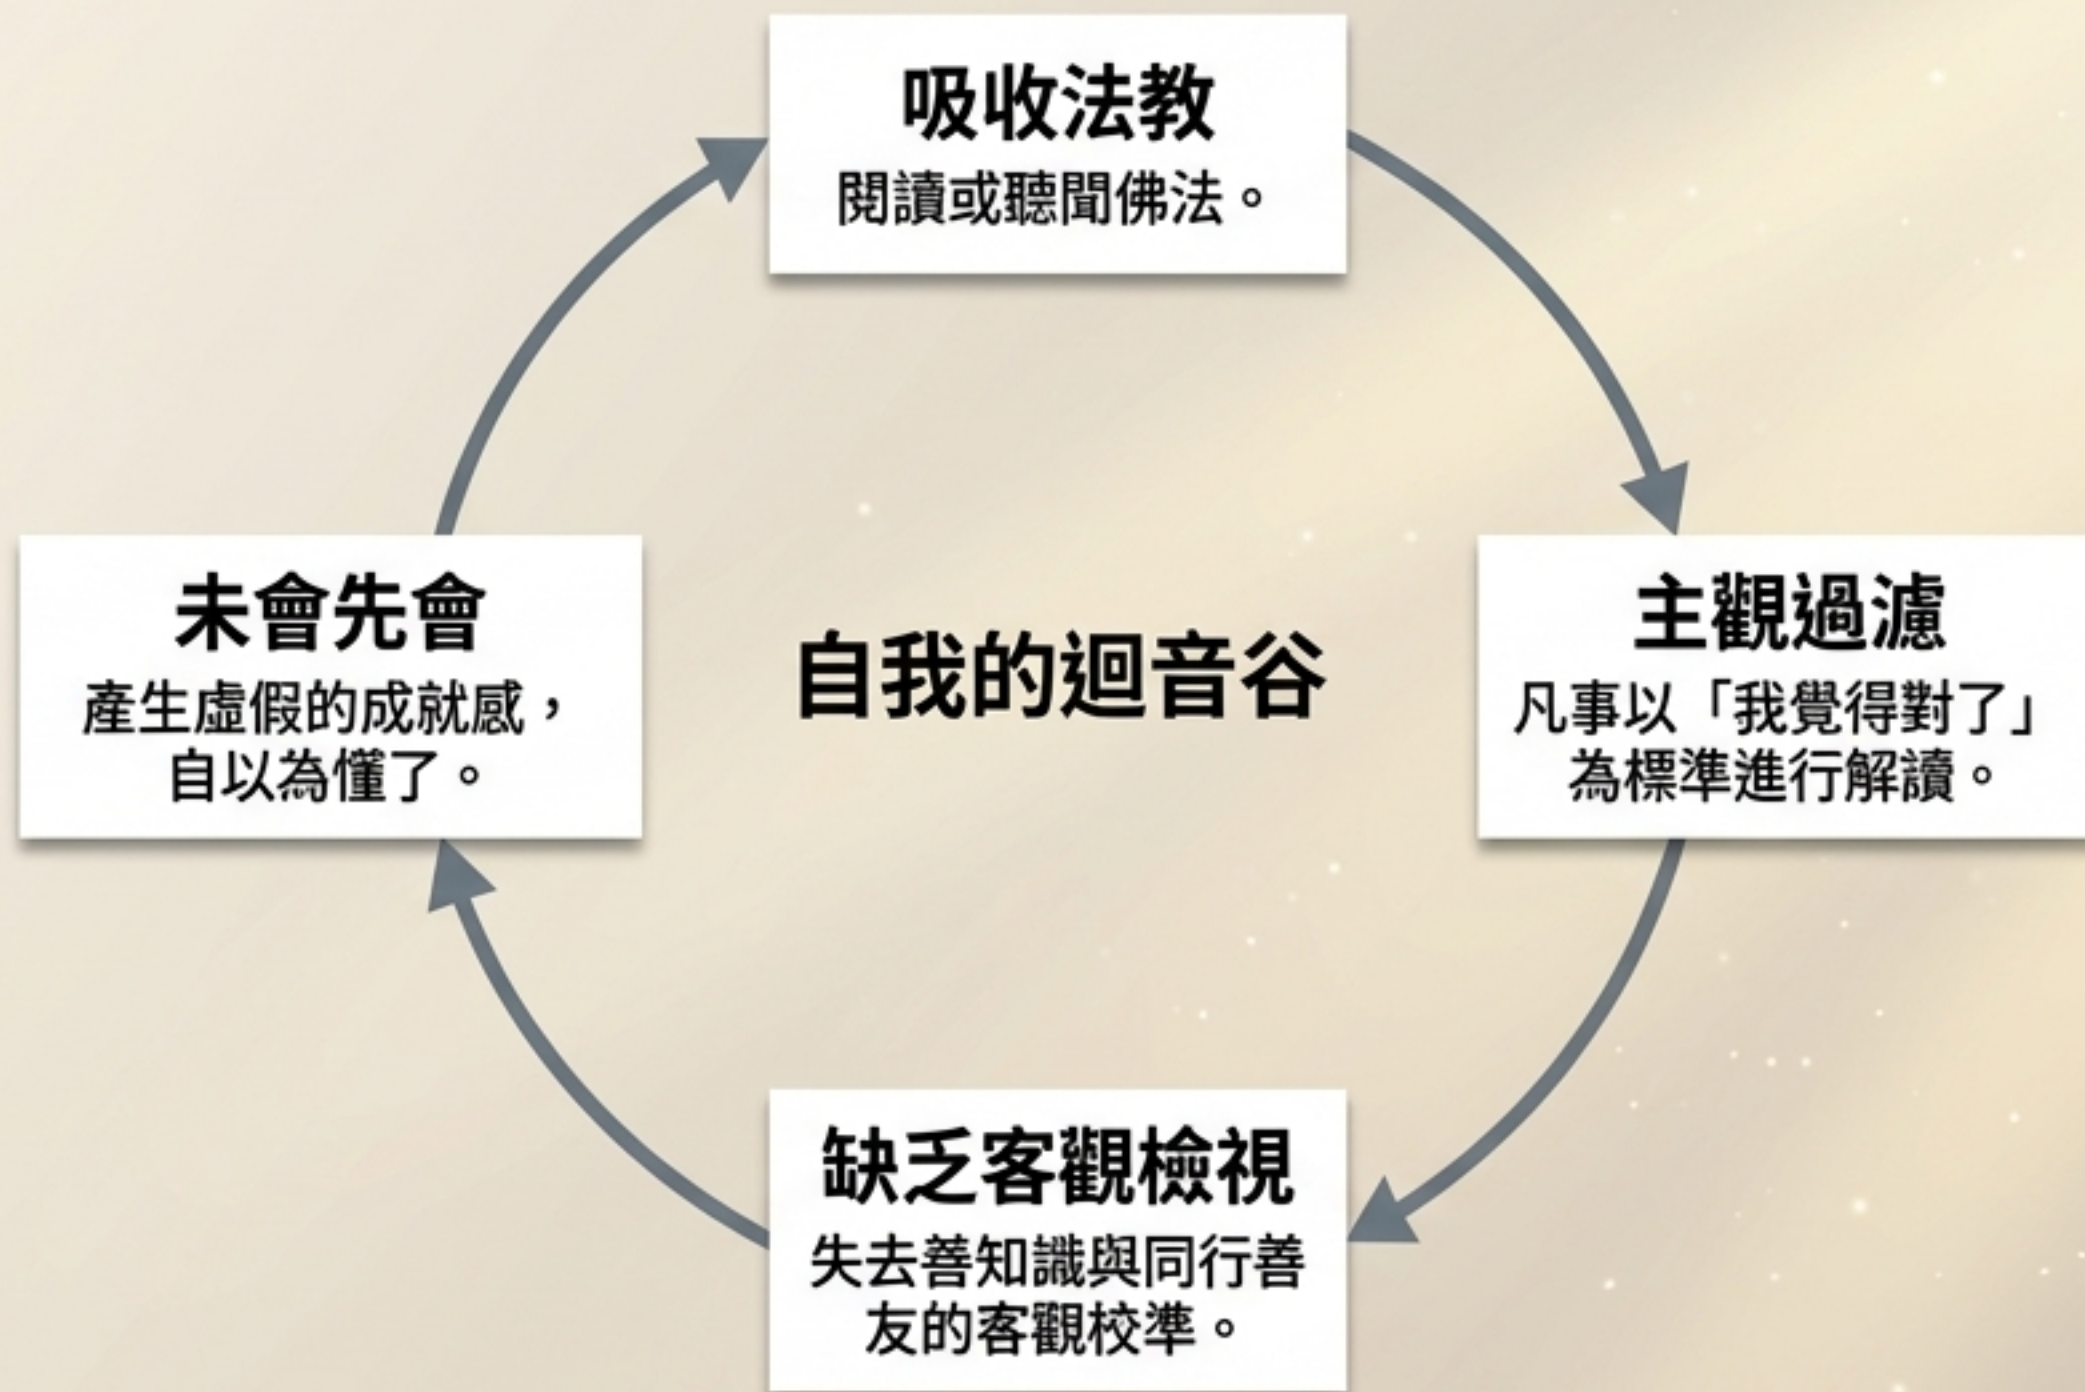 吸收法教
閱讀或聽聞佛法。
未會先會
產生虛假的成就感，
自以為懂了。
自我的迴音谷
主觀過濾
凡事以「我覺得對了」
為標準進行解讀。
缺乏客觀檢視
失去善知識與同行善
友的客觀校準。